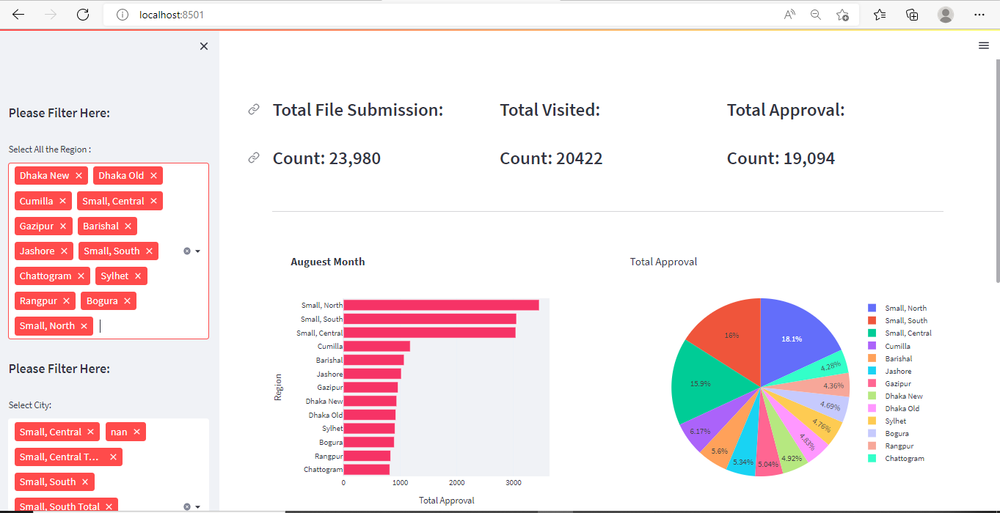 localhost:8501
Please Filter Here:
Select All the Region :
Dhaka New Dhaka Old
Cumilla Small, Central
Gazipur Barishal
Jashore Small, South
Chattogram Sylhet
Rangpur Bogura
Small, North
Please Filter Here:
Select City:
Small, Central nan
Small, Central T...
Small, South
Small, South Total
Total File Submission: Total Visited: Total Approval:
Count: 23,980 Count: 20422 Count: 19,094
Auguest Month
Region
Small, North
Small, South
Small, Central
Cumilla
Barishal
Jashore
Gazipur
Dhaka New
Dhaka Old
Sylhet
Bogura
Rangpur
Chattogram
0 1000 2000 3000
Total Approval
Total Approval
18.1%
16%
15.9%
6.17%
5.6%
5.34%
5.04%
4.92%
4.83%
4.76%
4.69%
4.36%
4.28%
Small, North
Small, South
Small, Central
Cumilla
Barishal
Jashore
Gazipur
Dhaka New
Dhaka Old
Sylhet
Bogura
Rangpur
Chattogram